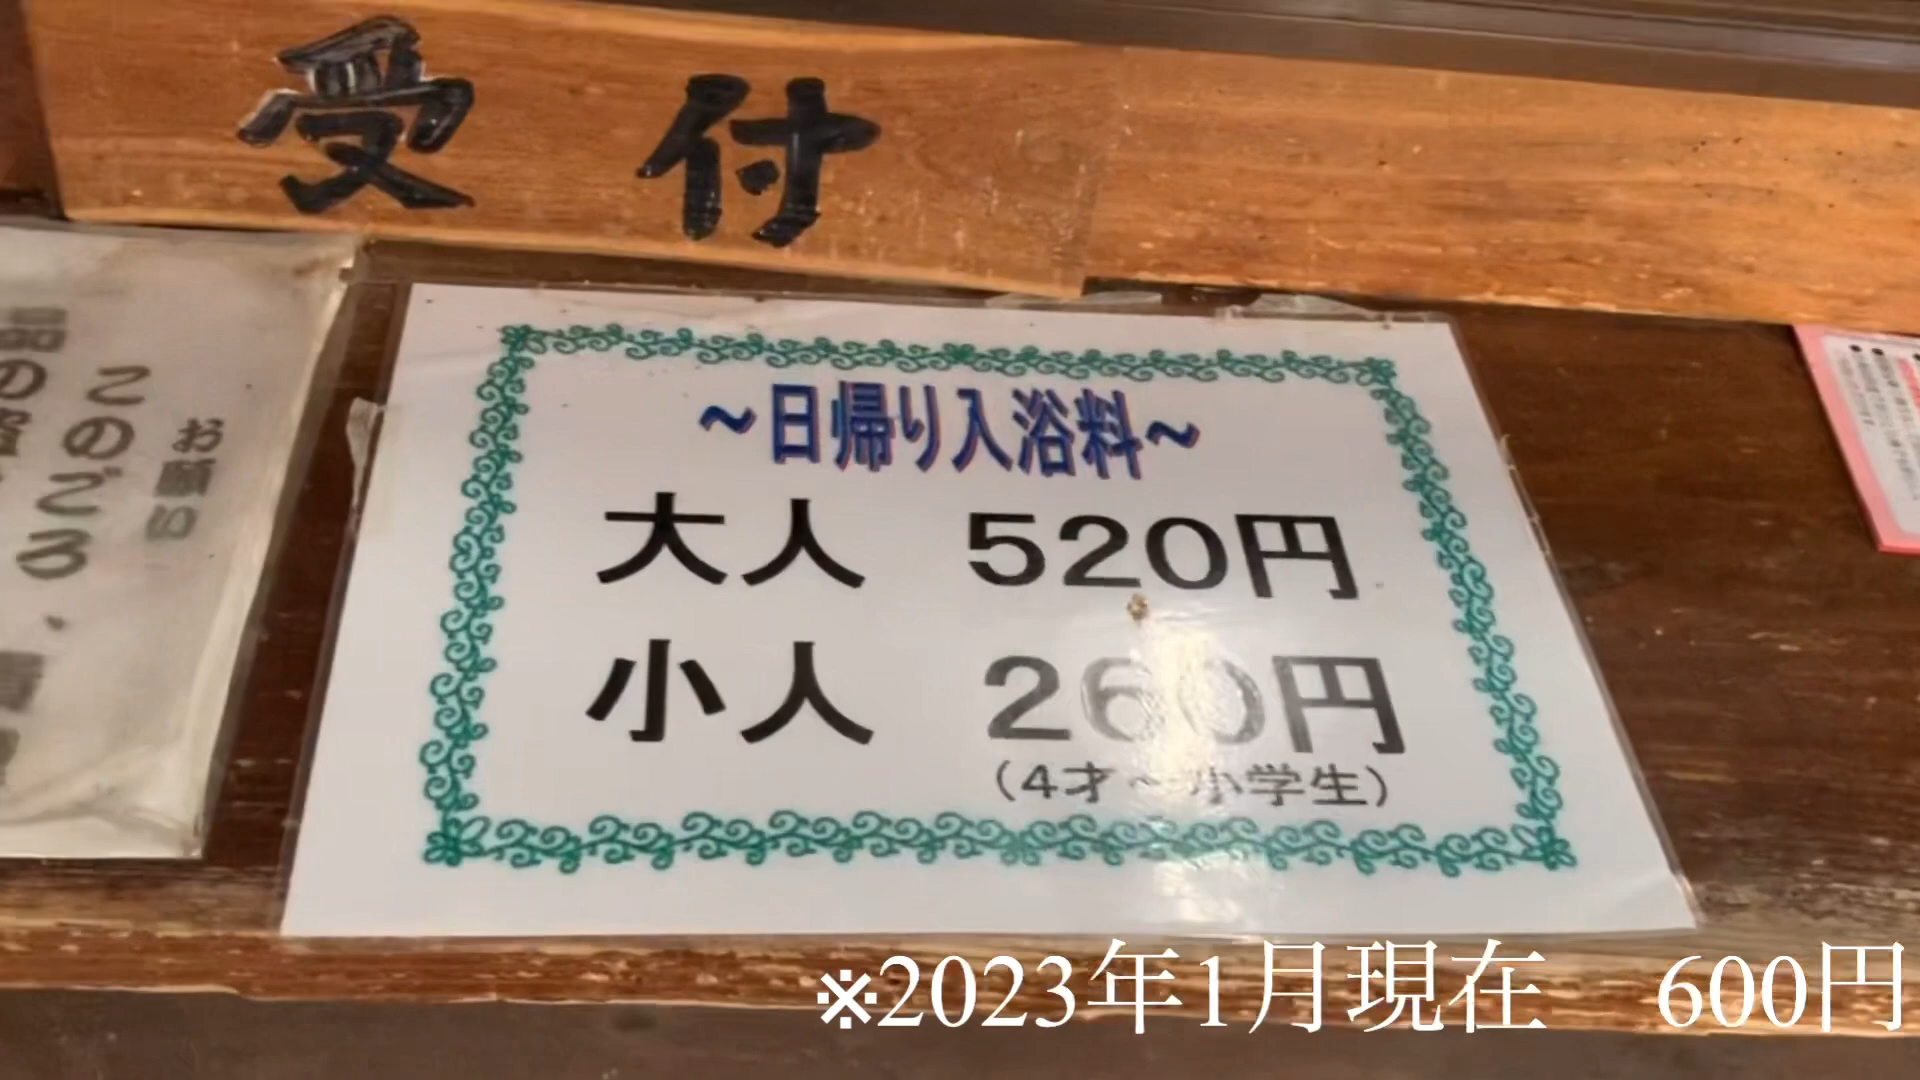 受付
お願い
このごろ、
～日帰り入浴料～
大人 520円
小人 260円
（4才～小学生）
※2023年1月現在　600円